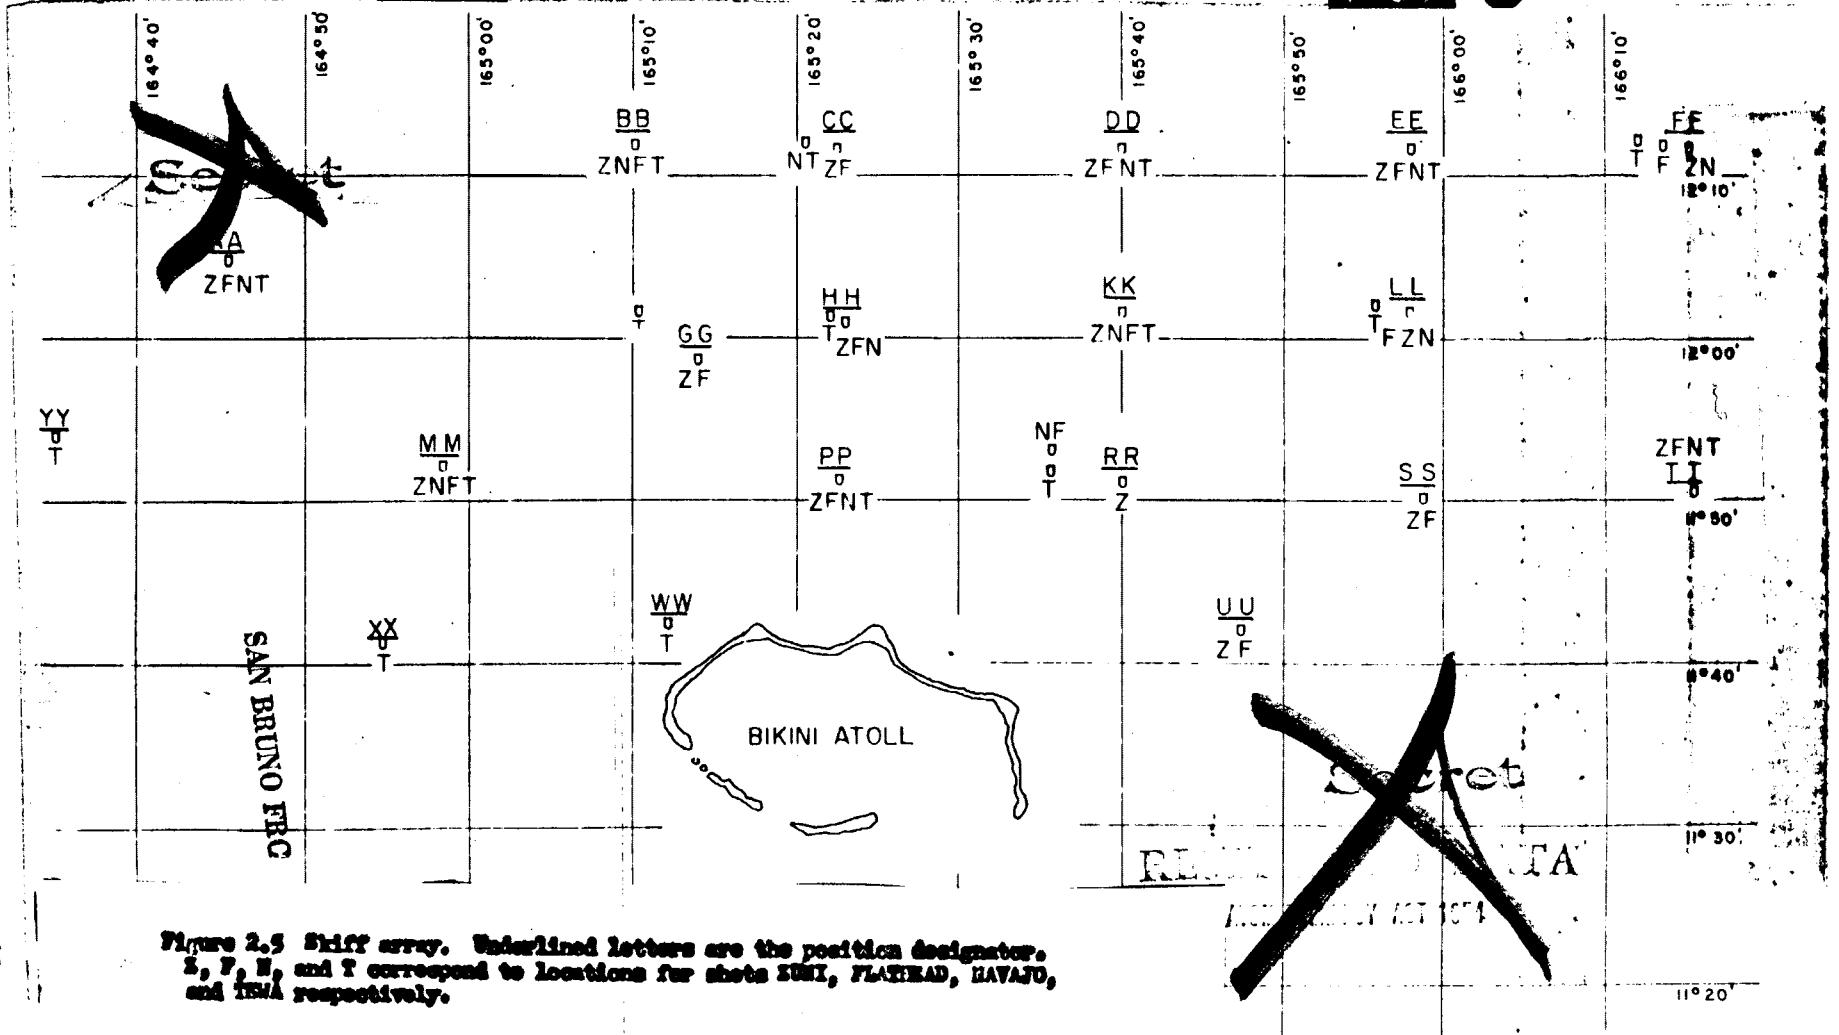 164°40'
164°50'
165°00'
165°10'
165°20'
165°30'
165°40'
165°50'
166°00'
166°10'
BB
ZNFT
CC
NT ZF
DD
ZFNT
EE
ZFNT
T F ZN
12°10'
ZFNT
HH
T ZFN
T
GG
ZF
KK
ZNFT
LL
T FZN
12°00'
YY
T
MM
ZNFT
PP
ZFNT
NF
T
RR
Z
SS
ZF
ZFNT
TT
11°50'
XX
T
WW
T
UU
ZF
11°40'
SAN BRUNO FRC
BIKINI ATOLL
Secret
11°30'
Figure 2.5 Skiff array. Underlined letters are the position designator.
Z, F, N, and T correspond to locations for shots ZUNI, FLATHEAD, NAVAJO,
and TEWA respectively.
11°20'